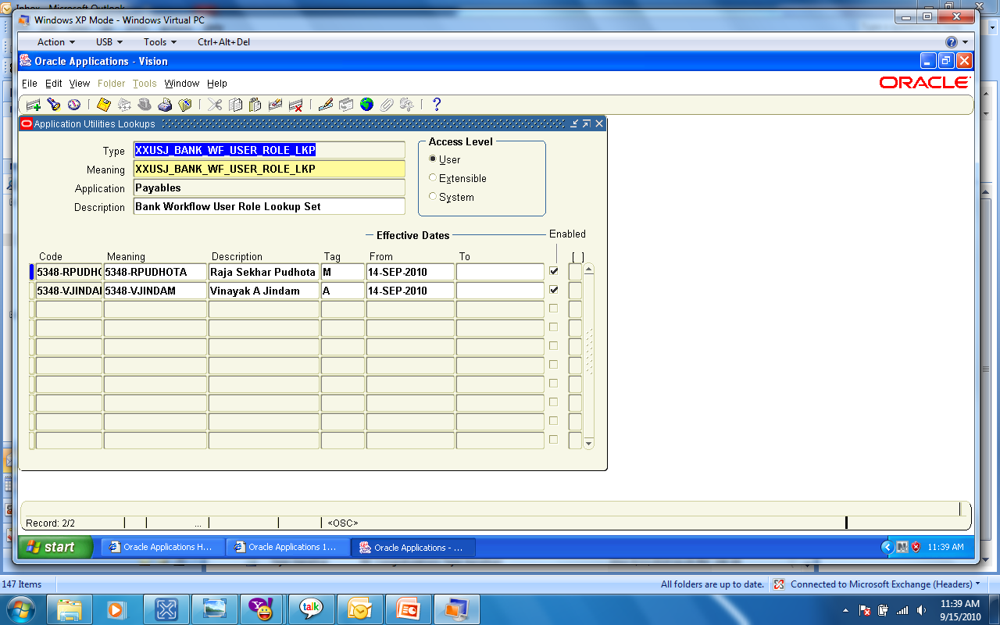 Inbox - Microsoft Outlook
Windows XP Mode - Windows Virtual PC
Action USB Tools Ctrl+Alt+Del
Oracle Applications - Vision
File Edit View Folder Tools Window Help
ORACLE
Application Utilities Lookups
Type XXUSJ_BANK_WF_USER_ROLE_LKP
Meaning XXUSJ_BANK_WF_USER_ROLE_LKP
Application Payables
Description Bank Workflow User Role Lookup Set
Access Level
User
Extensible
System
Effective Dates Enabled
Code Meaning Description Tag From To [ ]
5348-RPUDHO 5348-RPUDHOTA Raja Sekhar Pudhota M 14-SEP-2010
5348-VJINDAM 5348-VJINDAM Vinayak A Jindam A 14-SEP-2010
Record: 2/2 ... <OSC>
start Oracle Applications H... Oracle Applications 1... Oracle Applications - ... 11:39 AM
147 Items All folders are up to date. Connected to Microsoft Exchange (Headers)
talk
11:39 AM
9/15/2010